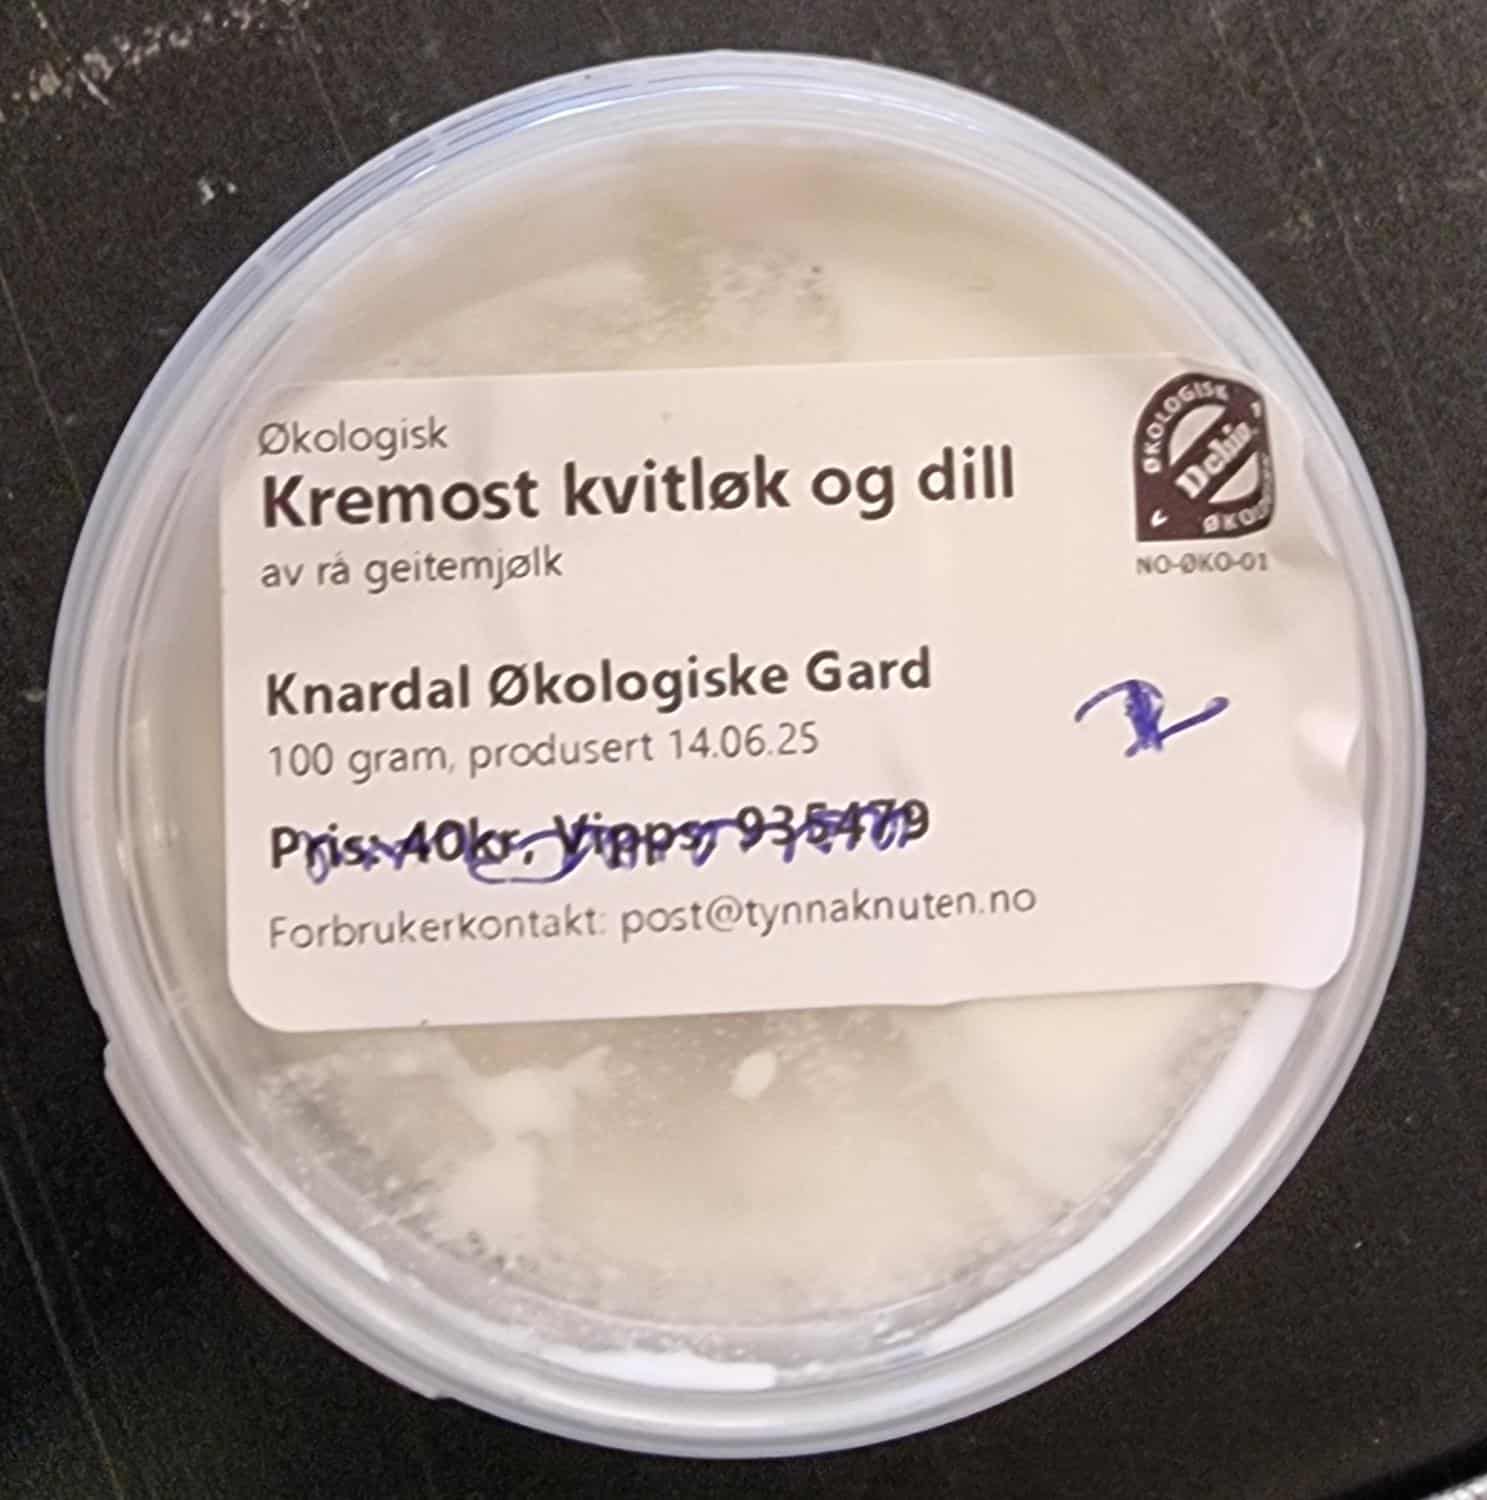 Økologisk
Kremost kvitløk og dill
av rå geitemjølk
ØKOLOGISK
Debio
NO-ØKO-01
Knardal Økologiske Gard
100 gram, produsert 14.06.25
Pris: 40kr, Vipps: 935479
Forbrukerkontakt: post@tynnaknuten.no